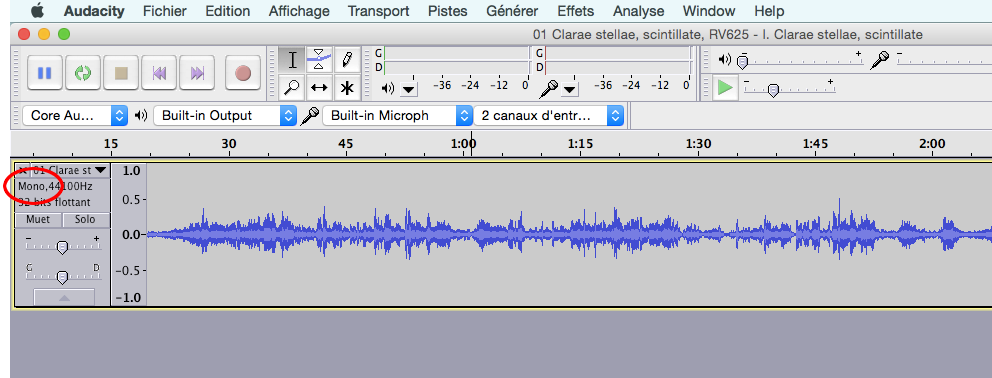 Audacity Fichier Edition Affichage Transport Pistes Générer Effets Analyse Window Help
01 Clarae stellae, scintillate, RV625 - I. Clarae stellae, scintillate
G G
D D
-36 -24 -12 0 -36 -24 -12 0
Core Au... Built-in Output Built-in Microph 2 canaux d'entr...
15 30 45 1:00 1:15 1:30 1:45 2:00
01 Clarae st 1.0
Mono,44100Hz
32-bits flottant 0.5
Muet Solo
- + 0.0
G D -0.5
-1.0